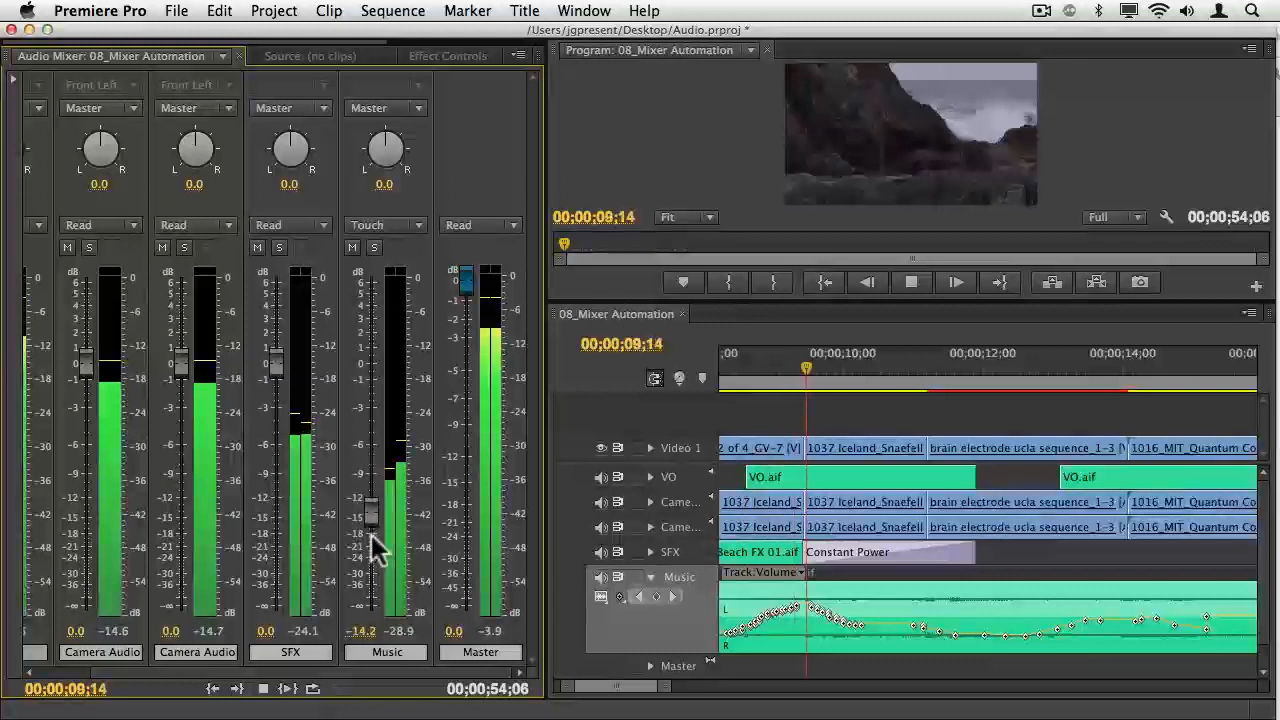 Premiere Pro File Edit Project Clip Sequence Marker Title Window Help
/Users/jgpresent/Desktop/Audio.prproj *
Audio Mixer: 08_Mixer Automation Source: (no clips) Effect Controls
Program: 08_Mixer Automation
Front Left Front Left
Master Master Master Master
L R L R L R L R
0.0 0.0 0.0 0.0
00;00;09;14 Fit Full 00;00;54;06
Read Read Read Touch Read
M S M S M S M S
08_Mixer Automation
00;00;09;14
;00 00;00;10;00 00;00;12;00 00;00;14;00
Video 1 2 of 4_GV-7 [V] 1037 Iceland_Snaefell brain electrode ucla sequence_1-3 1016_MIT_Quantum Co
VO VO.aif VO.aif
Came... 1037 Iceland_S 1037 Iceland_Snaefell brain electrode ucla sequence_1-3 1016_MIT_Quantum Co
Came... 1037 Iceland_S 1037 Iceland_Snaefell brain electrode ucla sequence_1-3 1016_MIT_Quantum Co
SFX Beach FX 01.aif Constant Power
Track:Volume
Music
L
R
0.0 -14.6 0.0 -14.7 0.0 -24.1 -14.2 -28.9 0.0 -3.9
Camera Audio Camera Audio SFX Music Master
Master
00;00;09;14 00;00;54;06